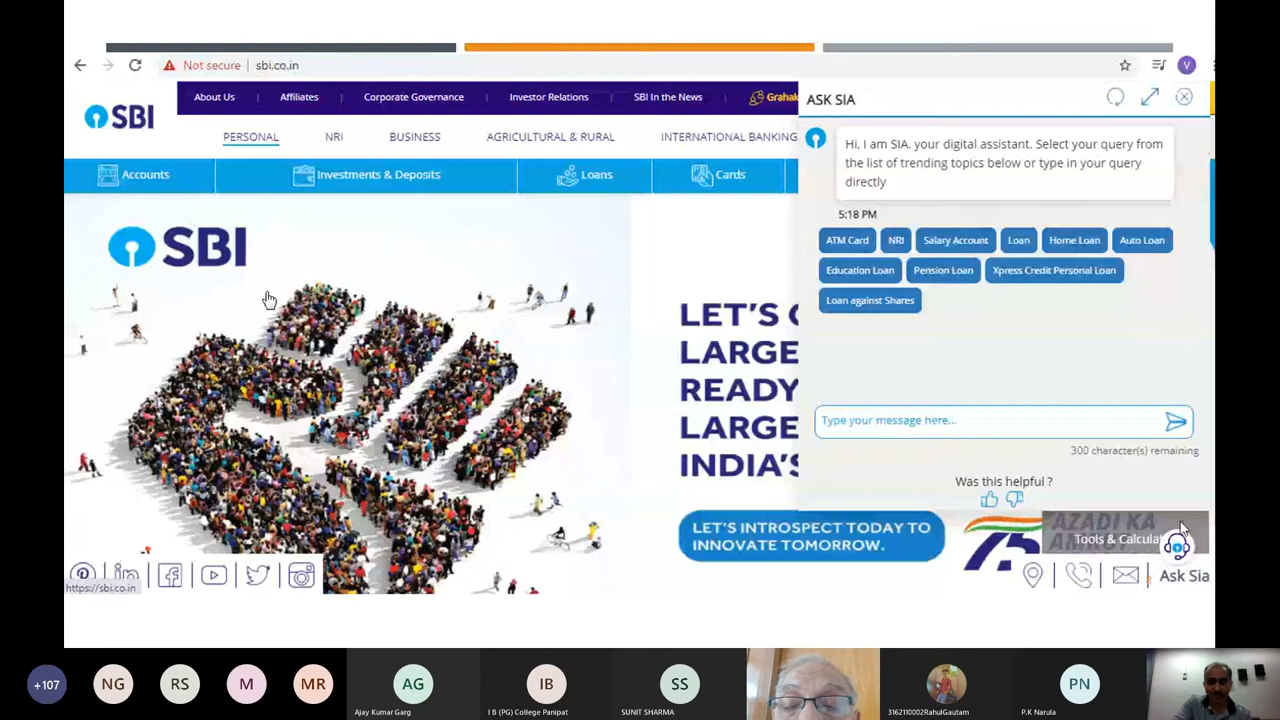 Not secure | sbi.co.in
V
SBI
About Us | Affiliates | Corporate Governance | Investor Relations | SBI In the News
PERSONAL NRI BUSINESS AGRICULTURAL & RURAL INTERNATIONAL BANKING
Accounts Investments & Deposits Loans Cards
SBI
LET'S
LARGE
READY
LARGE
INDIA'S
LET'S INTROSPECT TODAY TO
INNOVATE TOMORROW.
75
AZADI KA
ASK SIA
Hi, I am SIA. your digital assistant. Select your query from
the list of trending topics below or type in your query
directly
5:18 PM
ATM Card NRI Salary Account Loan Home Loan Auto Loan
Education Loan Pension Loan Xpress Credit Personal Loan
Loan against Shares
Type your message here...
300 character(s) remaining
Was this helpful ?
Ask Sia
https://sbi.co.in
+107 NG RS M MR AG IB SS PN
Ajay Kumar Garg I B (PG) College Panipat SUNIT SHARMA 3162110002RahulGautam P.K Narula